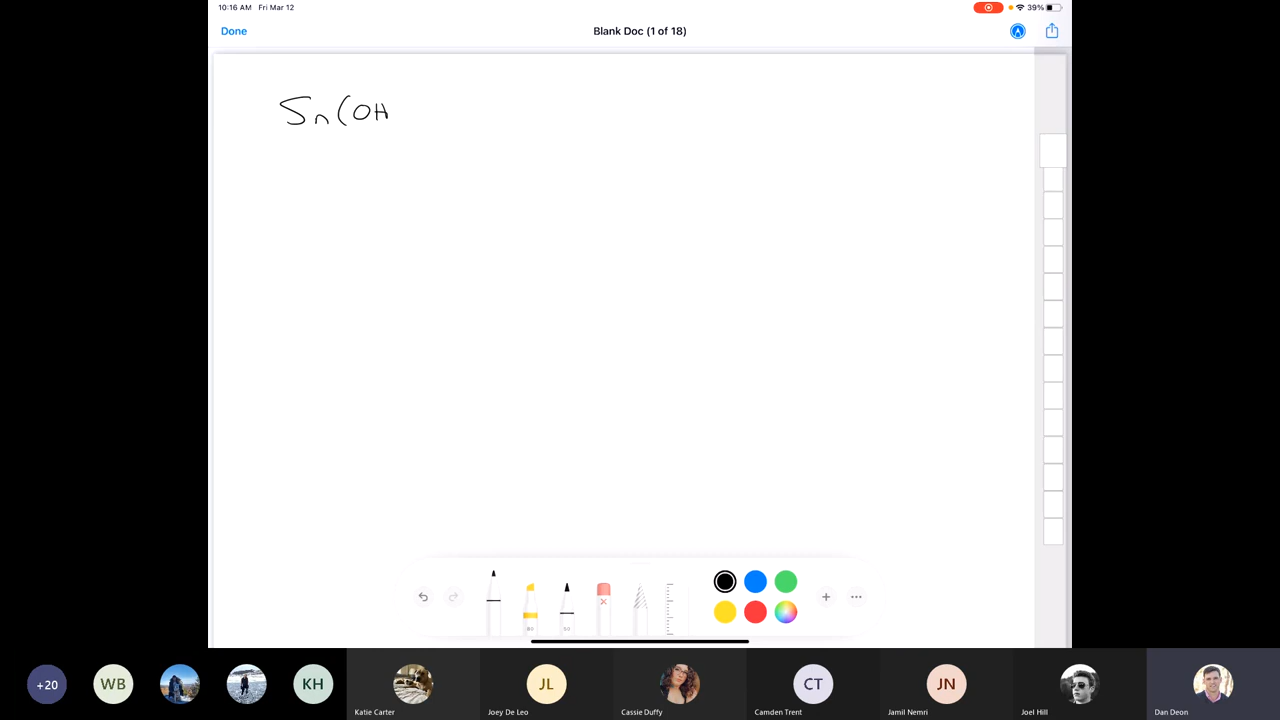 10:16 AM Fri Mar 12
39%
Done
Blank Doc (1 of 18)
Sn(OH
+20
WB
KH
JL
CT
JN
Katie Carter
Joey De Leo
Cassie Duffy
Camden Trent
Jamil Nemri
Joel Hill
Dan Deon